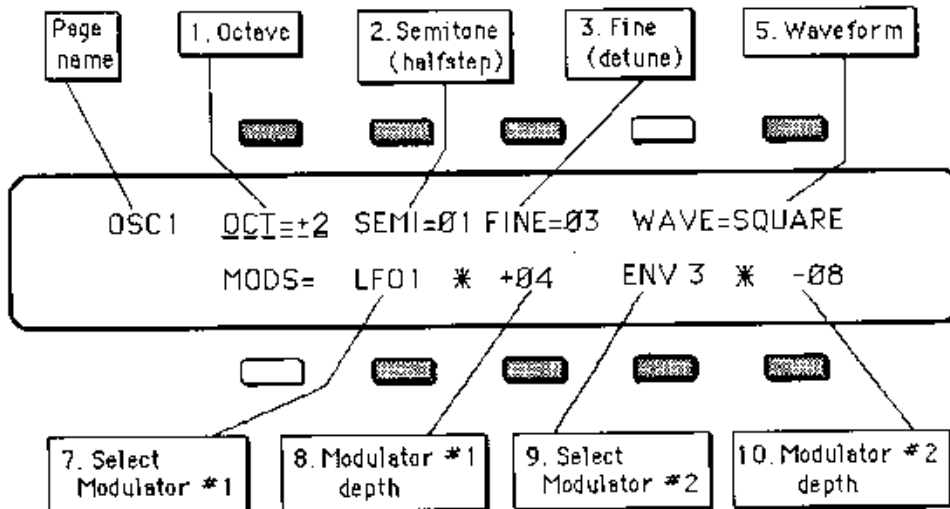 Page
name
1. Octave
2. Semitone
(halfstep)
3. Fine
(detune)
5. Waveform
OSC1 OCT=+2 SEMI=01 FINE=03 WAVE=SQUARE
MODS= LFO1 * +04 ENV 3 * -08
7. Select
Modulator #1
8. Modulator #1
depth
9. Select
Modulator #2
10. Modulator #2
depth